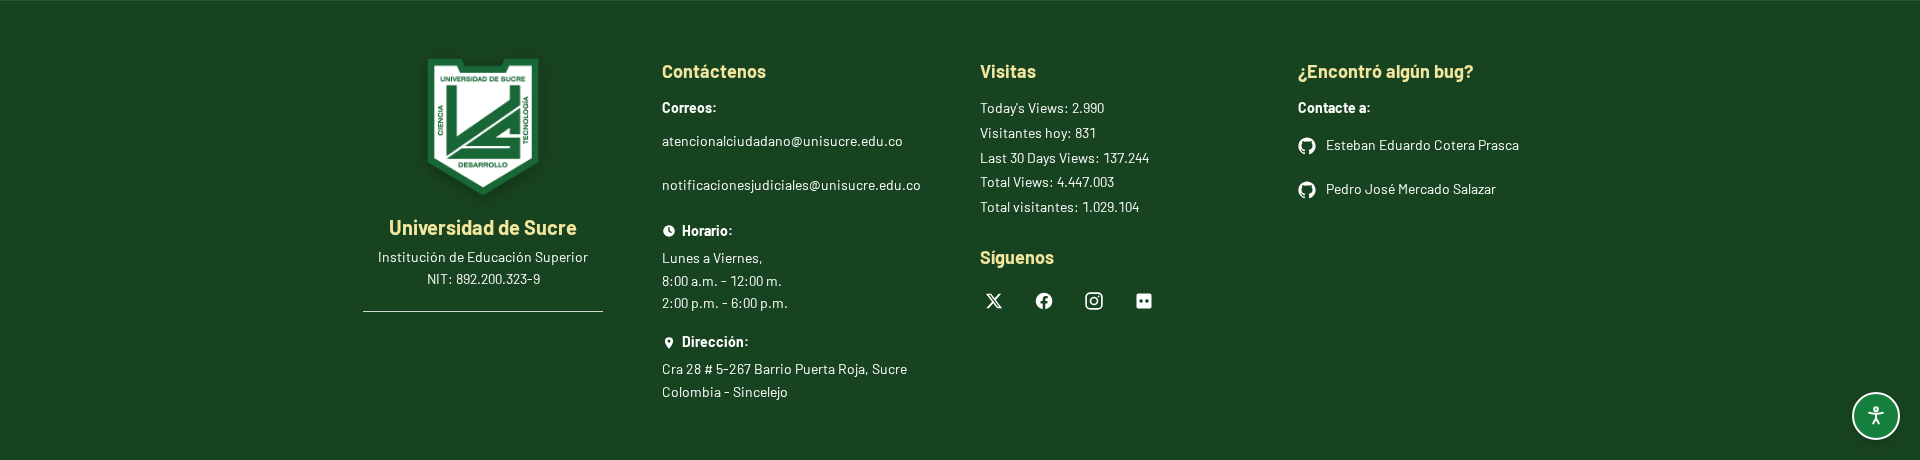 UNIVERSIDAD DE SUCRE
CIENCIA
TECNOLOGÍA
DESARROLLO
Universidad de Sucre
Institución de Educación Superior
NIT: 892.200.323-9
Contáctenos
Correos:
atencionalciudadano@unisucre.edu.co
notificacionesjudiciales@unisucre.edu.co
Horario:
Lunes a Viernes,
8:00 a.m. - 12:00 m.
2:00 p.m. - 6:00 p.m.
Dirección:
Cra 28 # 5-267 Barrio Puerta Roja, Sucre
Colombia - Sincelejo
Visitas
Today's Views: 2.990
Visitantes hoy: 831
Last 30 Days Views: 137.244
Total Views: 4.447.003
Total visitantes: 1.029.104
Síguenos
¿Encontró algún bug?
Contacte a:
Esteban Eduardo Cotera Prasca
Pedro José Mercado Salazar